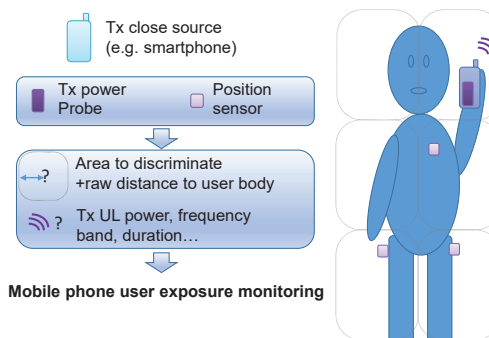 Tx close source
(e.g. smartphone)
Tx power
Probe
Position
sensor
? Area to discriminate
+raw distance to user body
? Tx UL power, frequency
band, duration…
Mobile phone user exposure monitoring